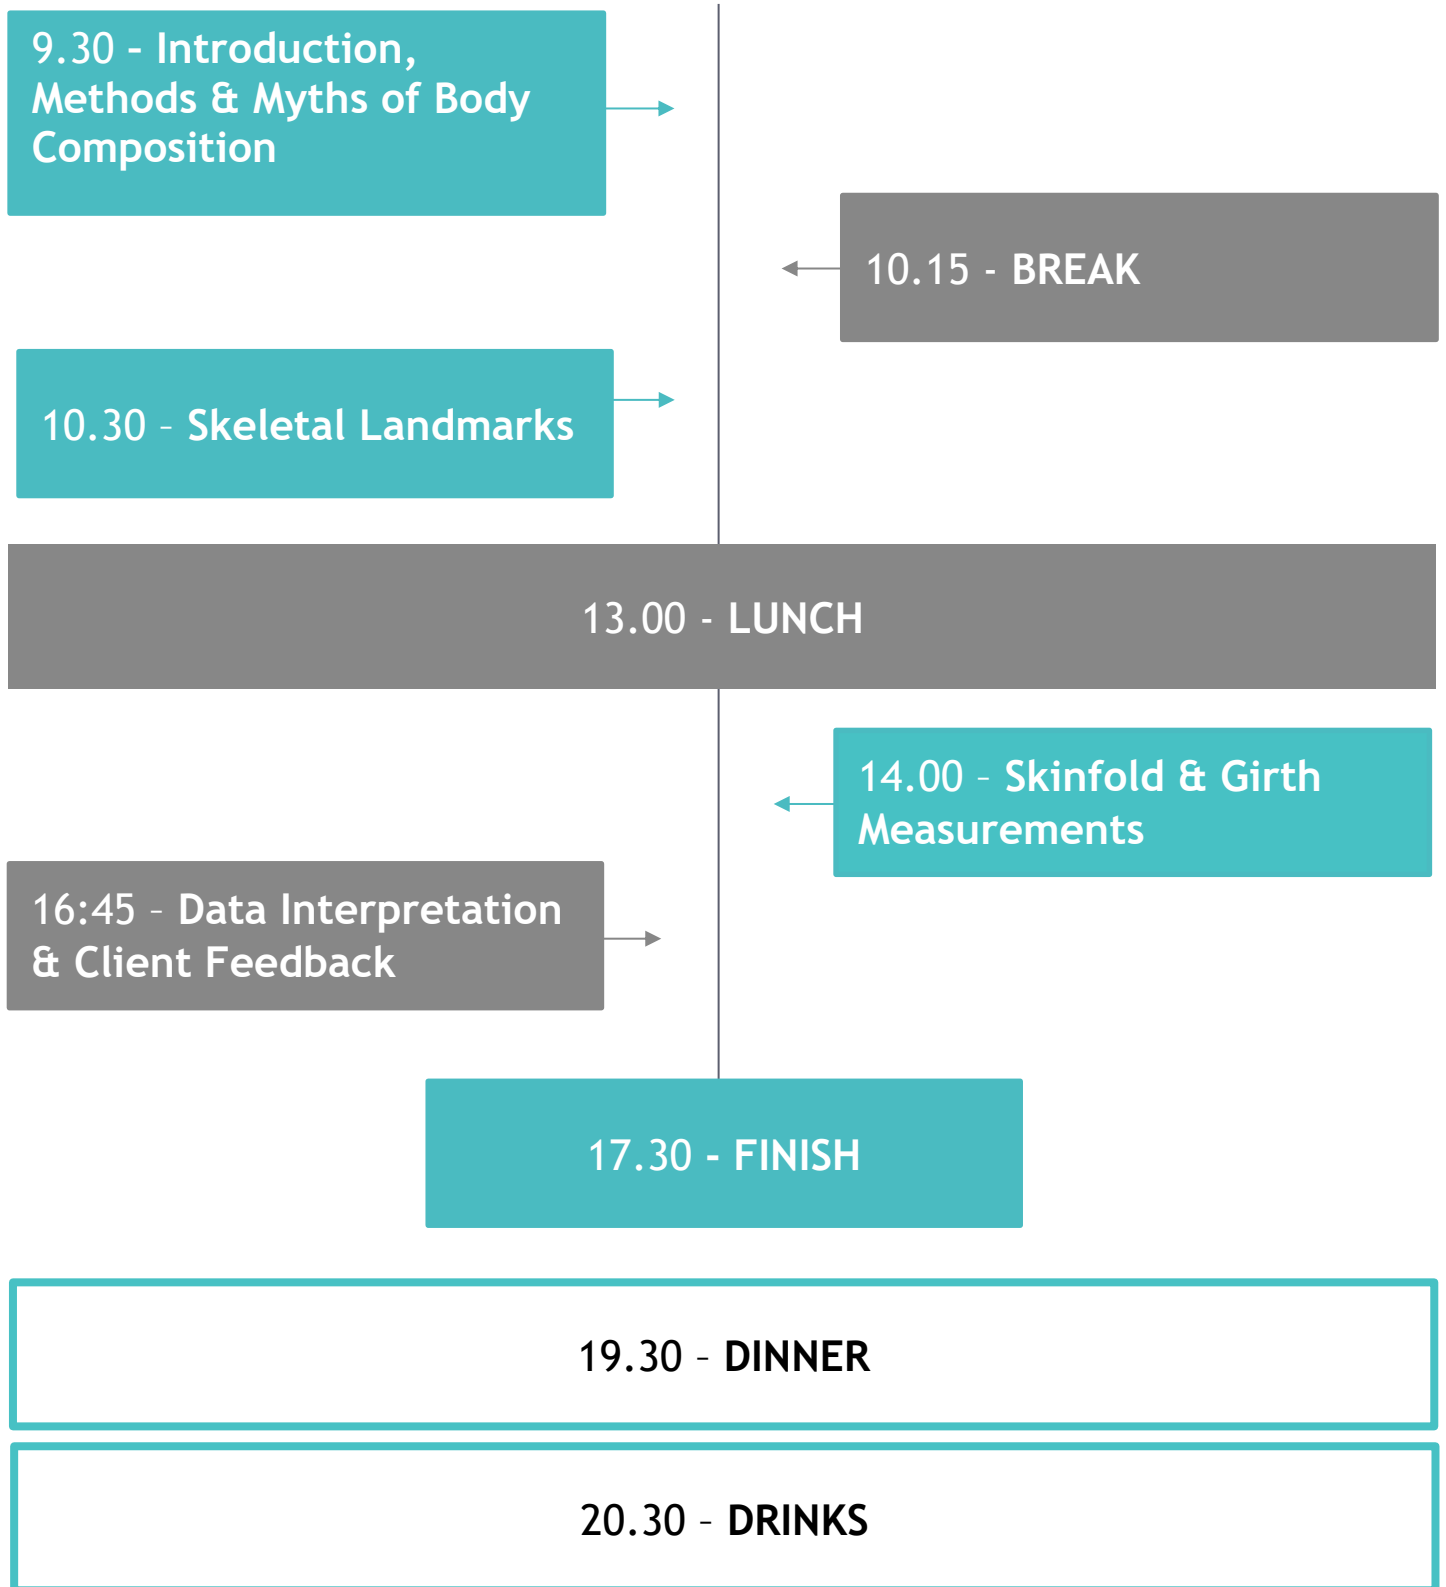 9.30 – Introduction,
Methods & Myths of Body
Composition
10.15 - BREAK
10.30 – Skeletal Landmarks
13.00 - LUNCH
14.00 – Skinfold & Girth
Measurements
16:45 – Data Interpretation
& Client Feedback
17.30 - FINISH
19.30 – DINNER
20.30 – DRINKS